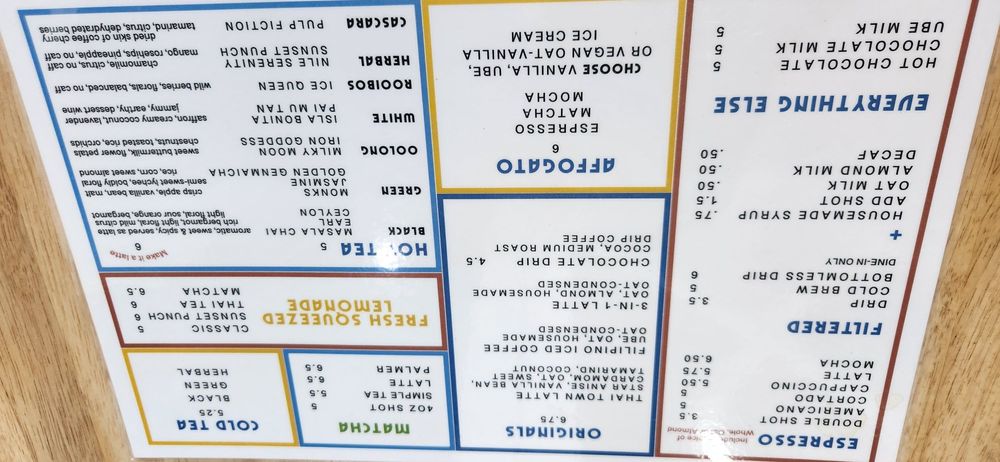 ESPRESSO
Whole, Oat, Almond
DOUBLE SHOT 3.5
AMERICANO 5
CORTADO 5
CAPPUCCINO 5.50
LATTE 5.75
MOCHA 6.50
FILTERED
DRIP 3.5
COLD BREW 5
BOTTOMLESS DRIP 6
DINE-IN ONLY
+
HOUSEMADE SYRUP .75
ADD SHOT 1.5
OAT MILK .50
ALMOND MILK .50
DECAF .50
EVERYTHING ELSE
HOT CHOCOLATE 5
CHOCOLATE MILK 5
UBE MILK 5
ORIGINALS
6.75
THAI TOWN LATTE
STAR ANISE, VANILLA BEAN,
CARDAMOM, OAT, SWEET
TAMARIND, COCONUT
FILIPINO ICED COFFEE
UBE, OAT, HOUSEMADE
OAT-CONDENSED
3-IN-1 LATTE
OAT, ALMOND, HOUSEMADE
OAT-CONDENSED
CHOCOLATE DRIP 4.5
COCOA, MEDIUM ROAST
DRIP COFFEE
AFFOGATO
6
ESPRESSO
MATCHA
MOCHA
CHOOSE VANILLA, UBE,
OR VEGAN OAT-VANILLA
ICE CREAM
MATCHA
4OZ SHOT 5
SIMPLE TEA 5.5
LATTE 6.5
PALMER 6.5
COLD TEA
5.25
BLACK
GREEN
HERBAL
FRESH SQUEEZED
LEMONADE
CLASSIC 5
SUNSET PUNCH 6
THAI TEA 6
MATCHA 6.5
HOT TEA 5
Make it a latte 6
BLACK MASALA CHAI aromatic, sweet & spicy, served as latte
EARL rich bergamot, light floral, mild citrus
CEYLON light floral, sour orange, bergamot
GREEN MONKS crisp apple, vanilla bean, malt
JASMINE semi-sweet lychee, boldly floral
GOLDEN GENMAICHA rice, corn, sweet almond
OOLONG MILKY MOON sweet buttermilk, flower petals
IRON GODDESS chestnuts, toasted rice, orchids
WHITE ISLA BONITA saffron, creamy coconut, lavender
PAI MU TAN jammy, earthy, dessert wine
ROOIBOS ICE QUEEN wild berries, florals, balanced, no caff
HERBAL NILE SERENITY chamomile, citrus, no caff
SUNSET PUNCH mango, rosehips, pineapple, no caff
CASCARA PULP FICTION dried skin of coffee cherry
tamarind, citrus, dehydrated berries